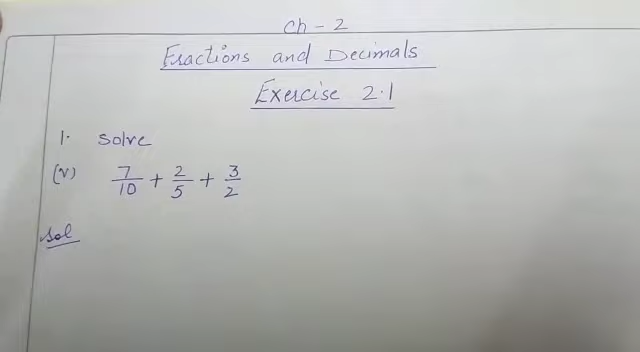 Ch - 2
Fractions and Decimals
Exercise 2.1
1. Solve
(v) 7/10 + 2/5 + 3/2
Sol